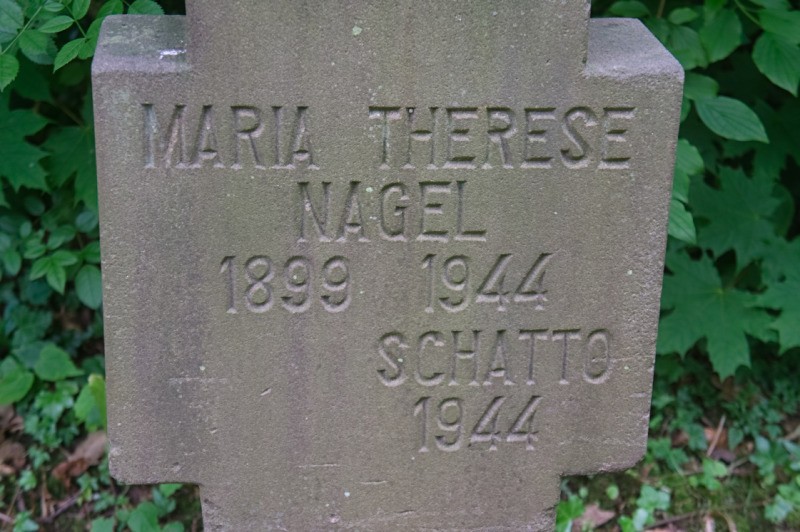 MARIA THERESE
NAGEL
1899 1944
SCHATTO
1944